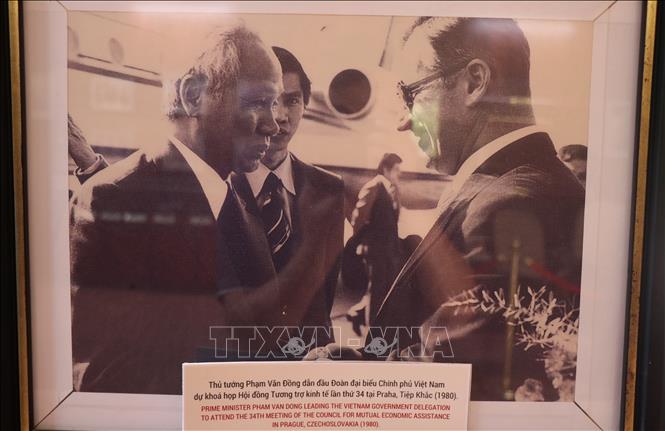 TTXVN - VNA
Thủ tướng Phạm Văn Đồng dẫn đầu Đoàn đại biểu Chính phủ Việt Nam
dự khoá họp Hội đồng Tương trợ kinh tế lần thứ 34 tại Praha, Tiệp Khắc (1980).
PRIME MINISTER PHAM VAN DONG LEADING THE VIETNAM GOVERNMENT DELEGATION
TO ATTEND THE 34TH MEETING OF THE COUNCIL FOR MUTUAL ECONOMIC ASSISTANCE
IN PRAGUE, CZECHOSLOVAKIA (1980).